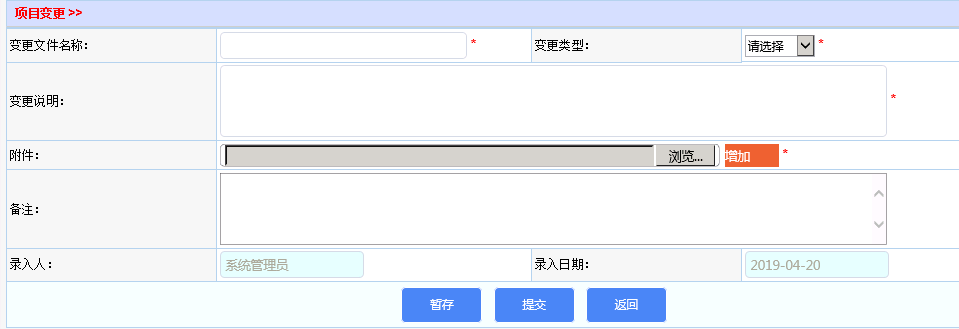 项目变更 >>
变更文件名称： * 变更类型： 请选择 *
变更说明： *
附件： 浏览... 增加 *
备注：
录入人： 系统管理员 录入日期： 2019-04-20
暂存 提交 返回